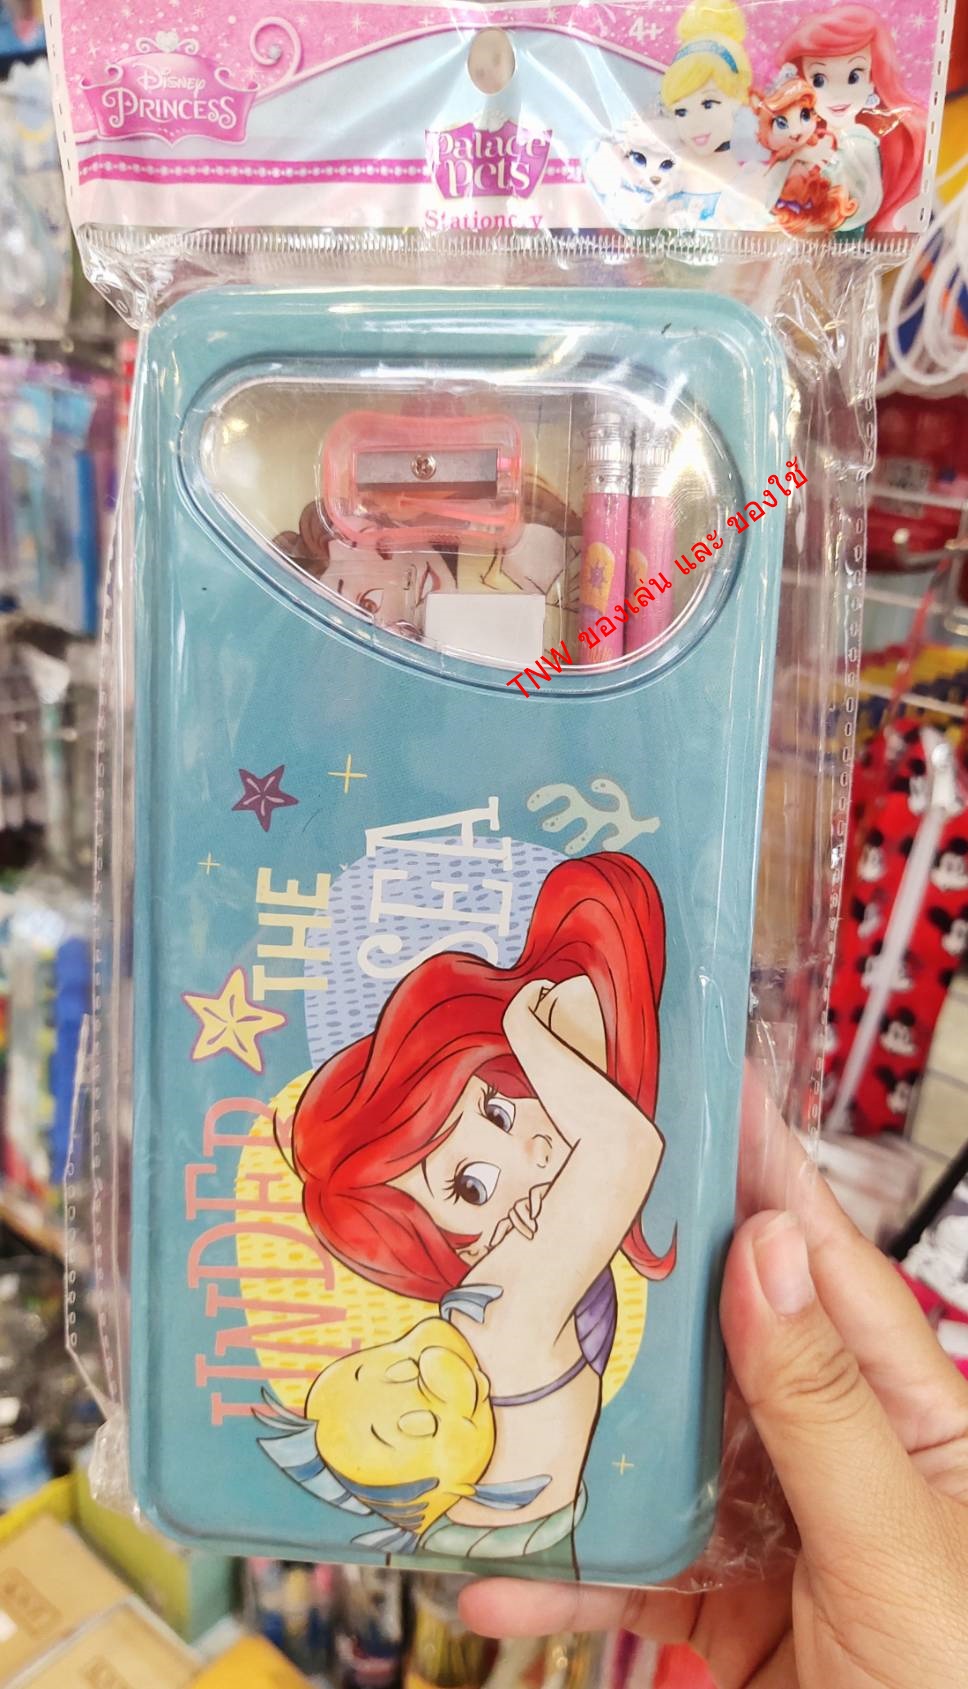 Disney
PRINCESS
4+
Palace
Pets
Stationery
TNW ของเล่น และ ของใช้
UNDER
THE
SEA